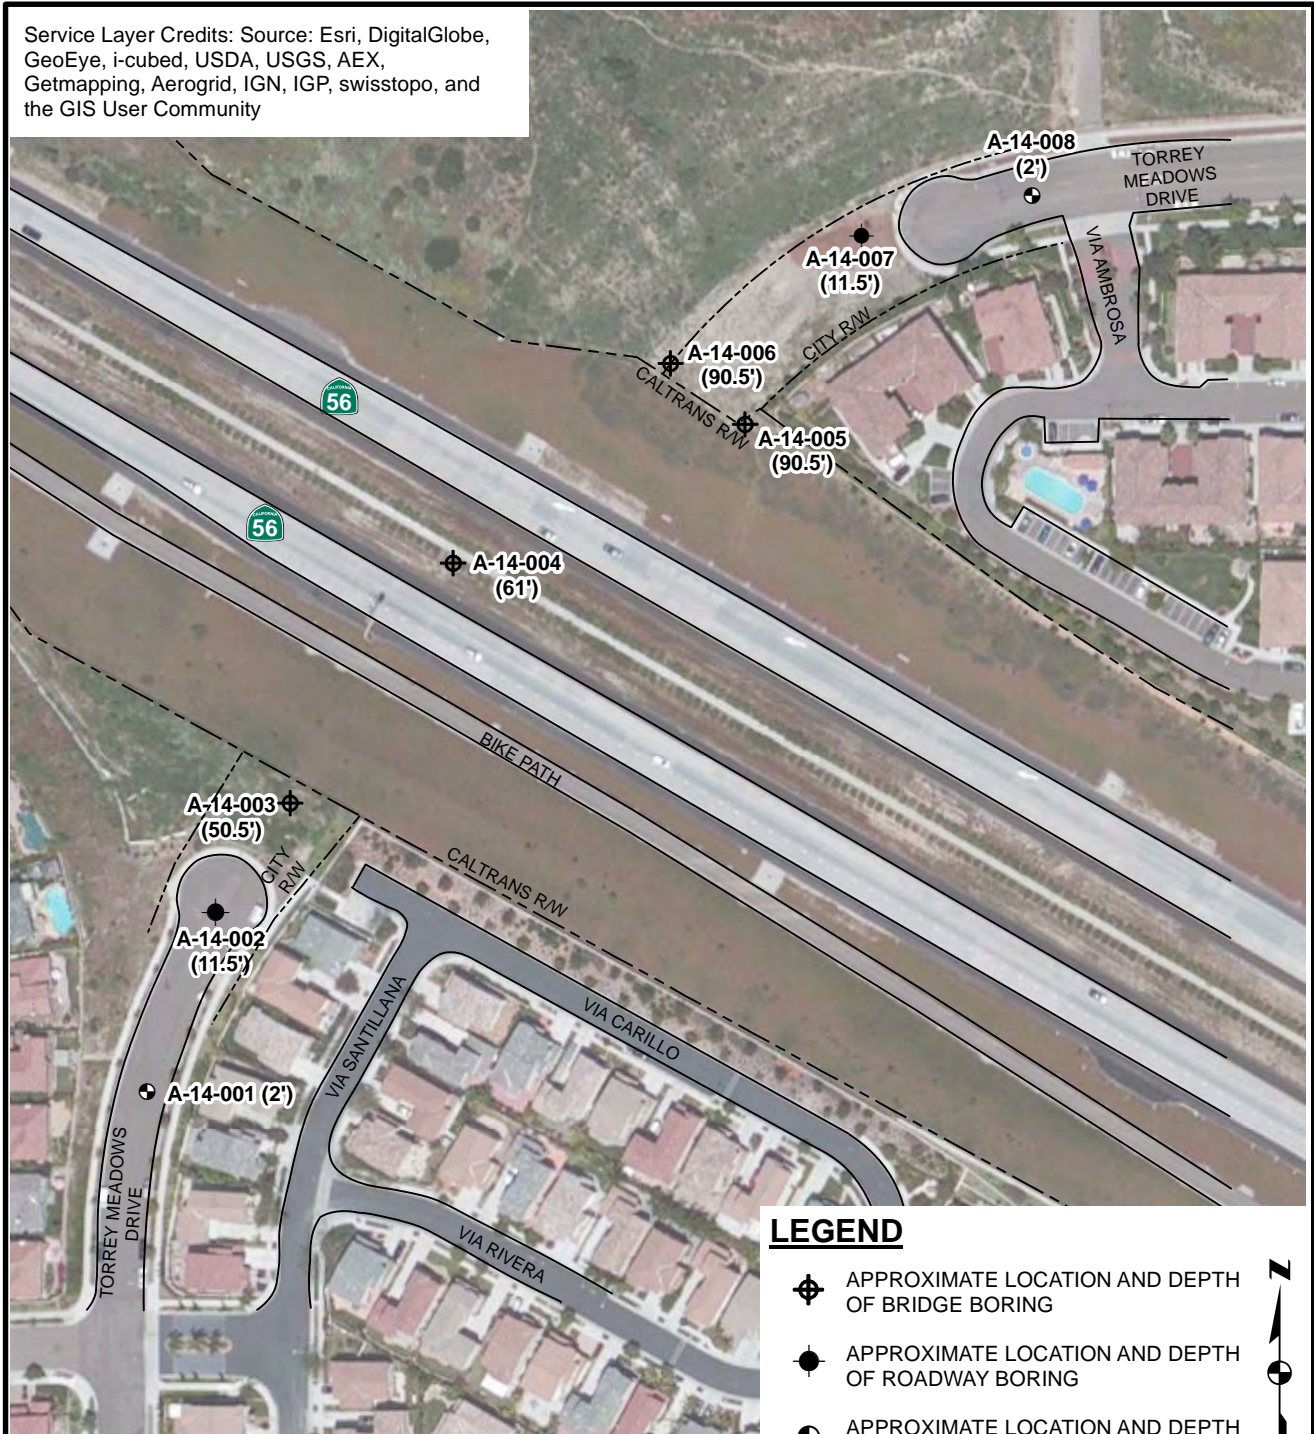 Service Layer Credits: Source: Esri, DigitalGlobe,
GeoEye, i-cubed, USDA, USGS, AEX,
Getmapping, Aerogrid, IGN, IGP, swisstopo, and
the GIS User Community
A-14-008
(2')
TORREY
MEADOWS
DRIVE
VIA AMBROSA
A-14-007
(11.5')
CITY R/W
A-14-006
(90.5')
CALTRANS R/W
A-14-005
(90.5')
CALIFORNIA
56
CALIFORNIA
56
A-14-004
(61')
BIKE PATH
A-14-003
(50.5')
CITY
R/W
CALTRANS R/W
A-14-002
(11.5')
VIA SANTILLANA
VIA CARILLO
A-14-001 (2')
TORREY MEADOWS
DRIVE
VIA RIVERA
LEGEND
APPROXIMATE LOCATION AND DEPTH
OF BRIDGE BORING
APPROXIMATE LOCATION AND DEPTH
OF ROADWAY BORING
APPROXIMATE LOCATION AND DEPTH
N